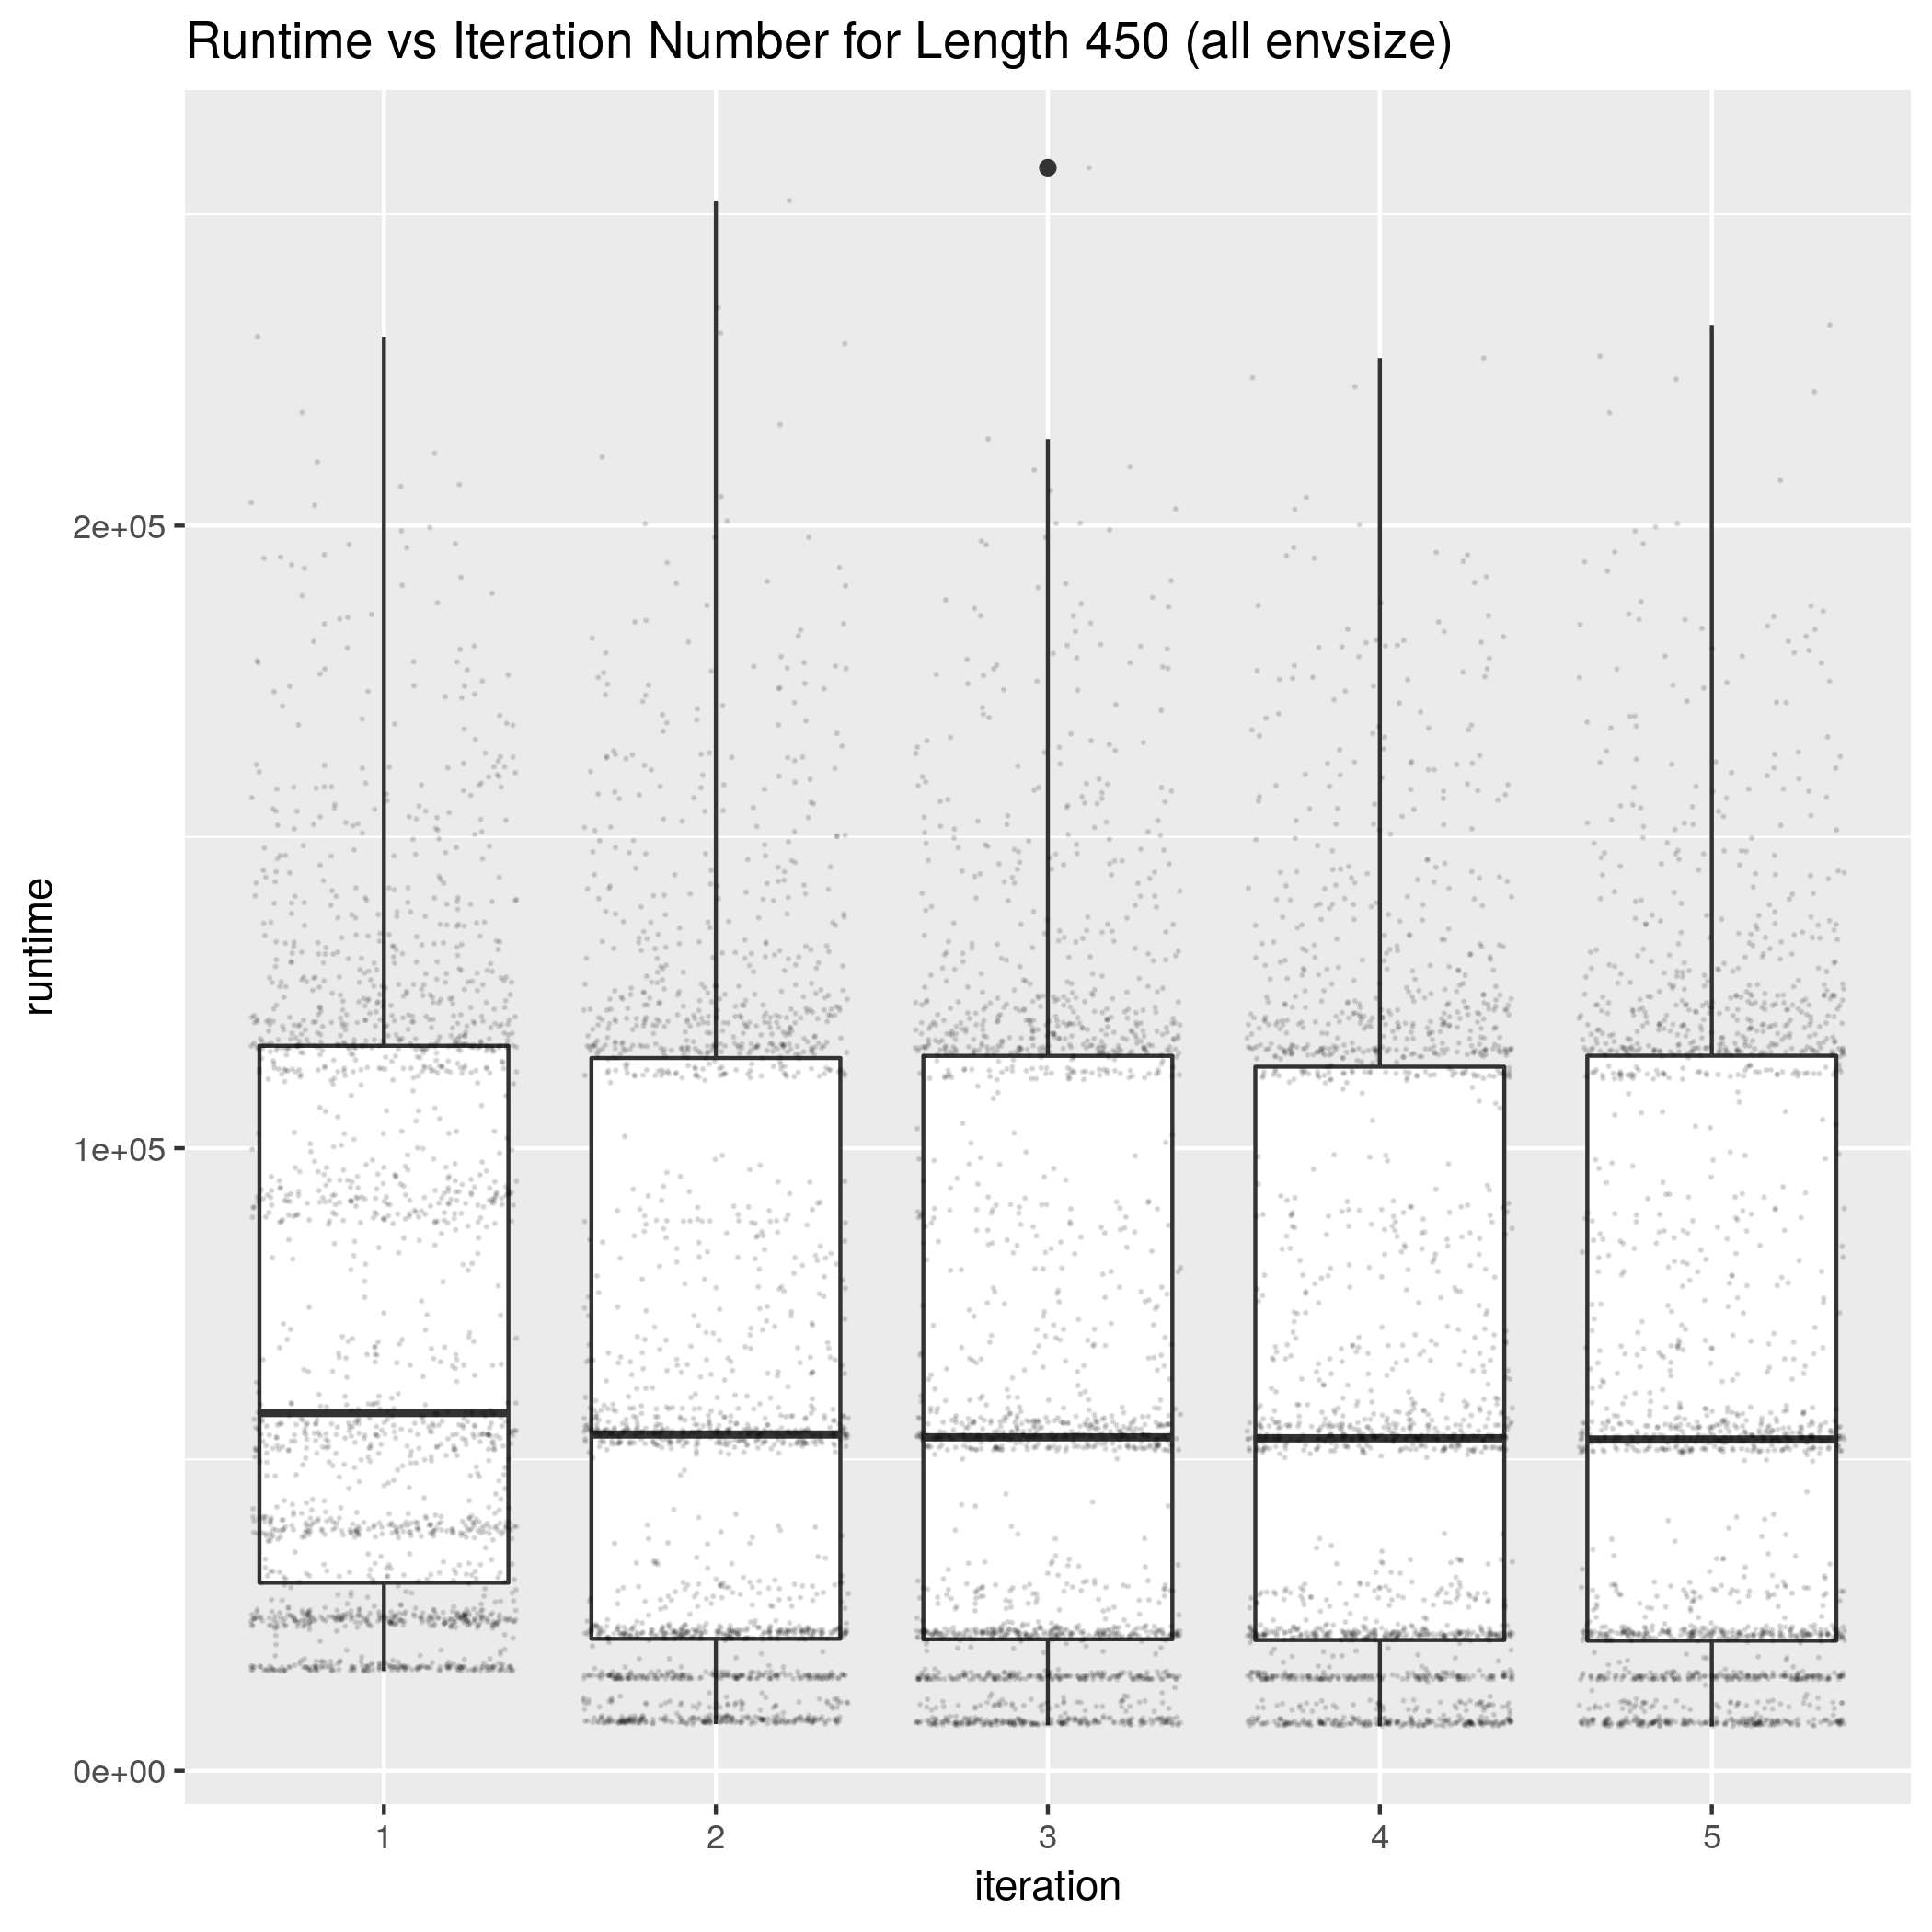 Runtime vs Iteration Number for Length 450 (all envsize)
runtime
2e+05
1e+05
0e+00
1 2 3 4 5
iteration